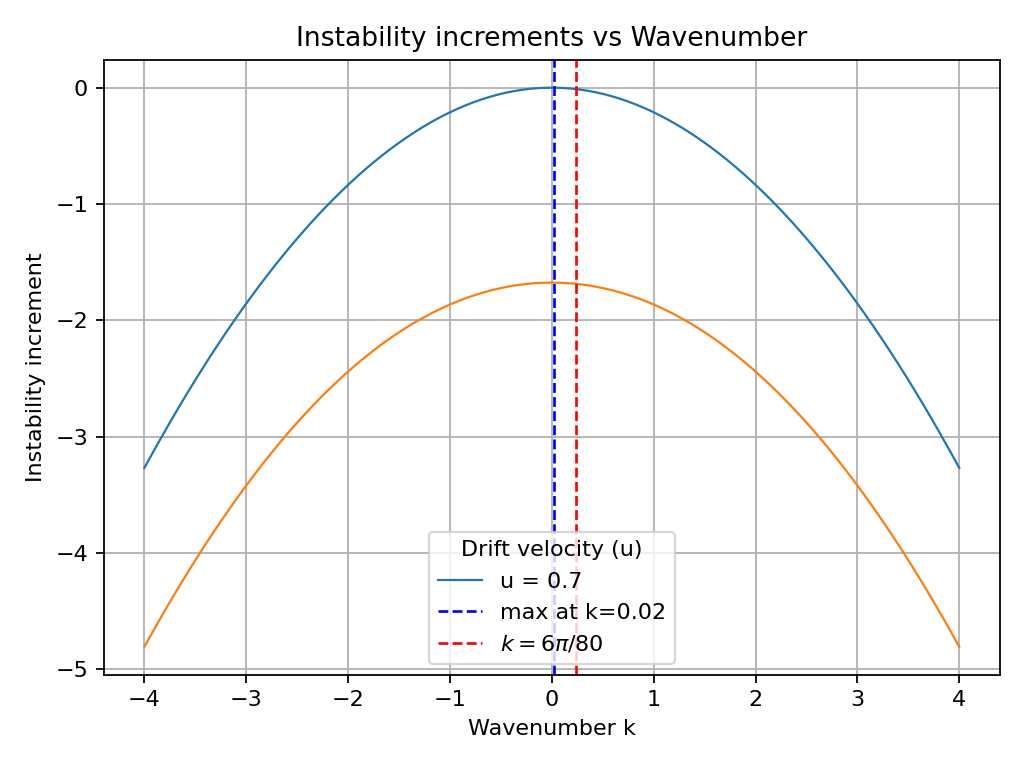 Instability increments vs Wavenumber
Instability increment
0
−1
−2
−3
−4
−5
Drift velocity (u)
u = 0.7
max at k=0.02
k = 6π/80
−4 −3 −2 −1 0 1 2 3 4
Wavenumber k